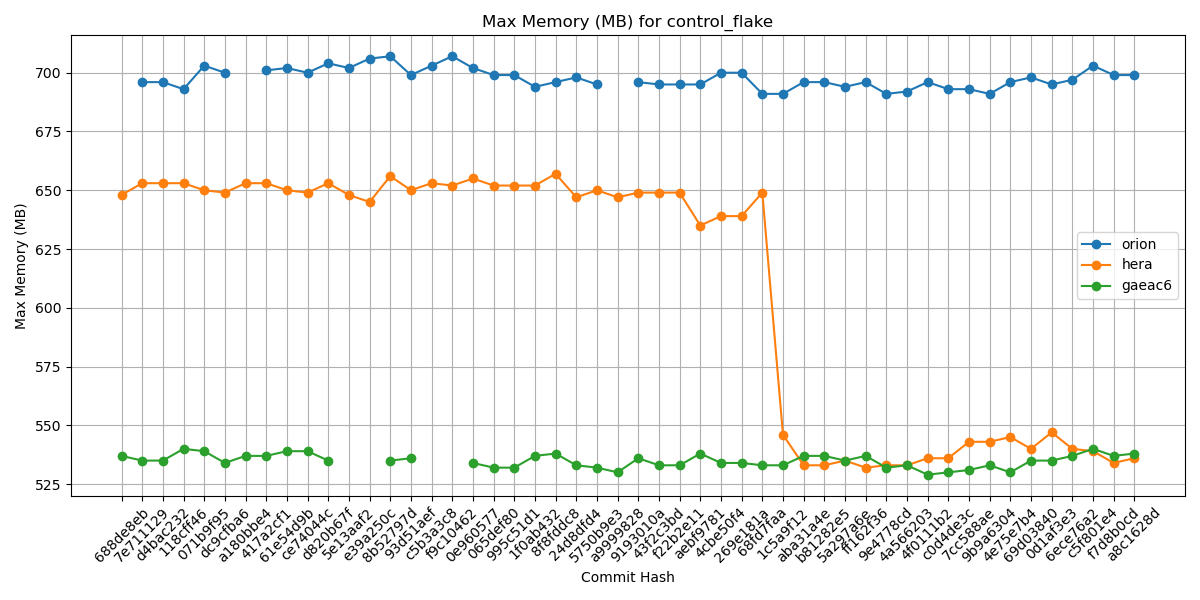 Max Memory (MB) for control_flake
Max Memory (MB)
700
675
650
625
600
575
550
525
orion
hera
gaeac6
688de8eb
7e711129
d4bac232
118cff46
071b9f95
dc9cfba6
a180bbe4
417a2cf1
61e54d9b
ce74044c
d820b67f
5e13aaf2
e39a250c
8b52797d
93d51aef
c5b3a3c8
f9c10462
0e960577
065def80
995c51d1
1f0ab432
8f8fddc8
24d8dfd4
5750b9e3
a9999828
9193010a
43f253bd
f22b2e11
aebf9781
4cbe50f4
269e181a
68fd7faa
1c5a9f12
aba31a4e
b81282e5
5a297a6e
ff162f36
9e4778cd
4a566203
4f011b2
c0d4de3c
7cc588ae
9b9a6304
4e75e7b4
69d03840
0d1af3e3
6ece76a2
c5f801e4
f7d8b0cd
a8c1628d
Commit Hash